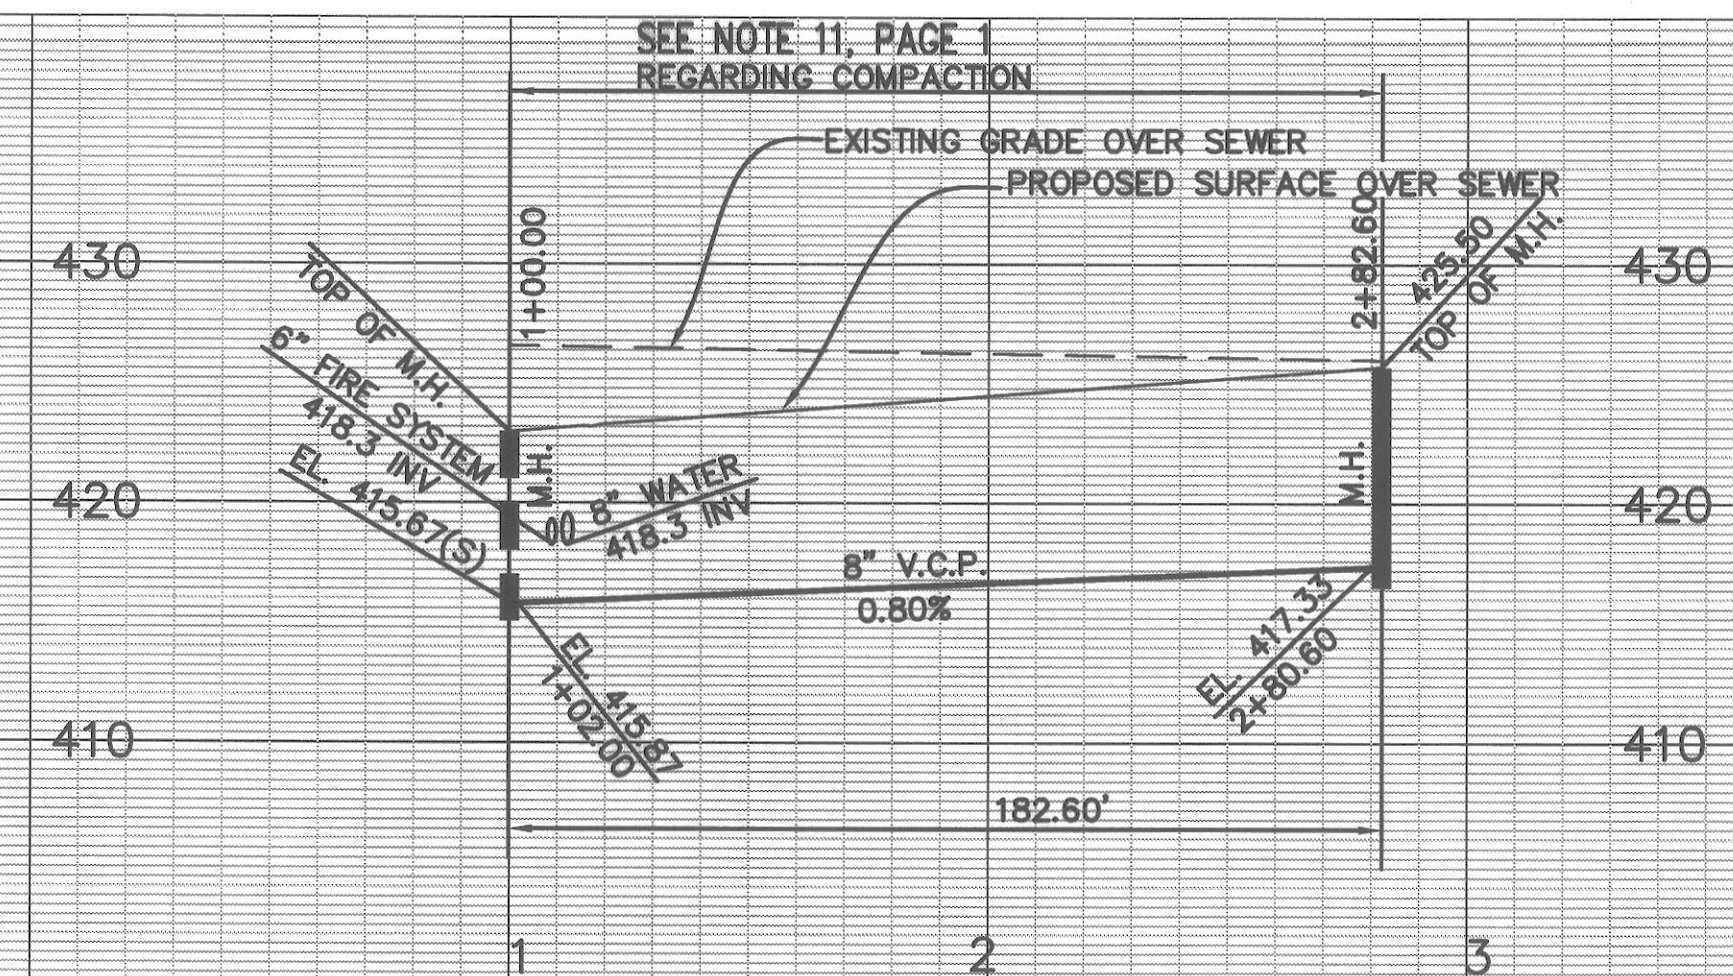 SEE NOTE 11, PAGE 1
REGARDING COMPACTION
EXISTING GRADE OVER SEWER
PROPOSED SURFACE OVER SEWER
1+00.00
2+82.60
425.50
TOP OF M.H.
430
430
TOP OF M.H.
6" FIRE SYSTEM
418.3 INV
EL. 415.67(S)
M.H.
M.H.
8" WATER
418.3 INV
420
420
8" V.C.P.
0.80%
EL. 415.87
1+02.00
EL. 417.33
2+80.60
410
410
182.60'
1
2
3